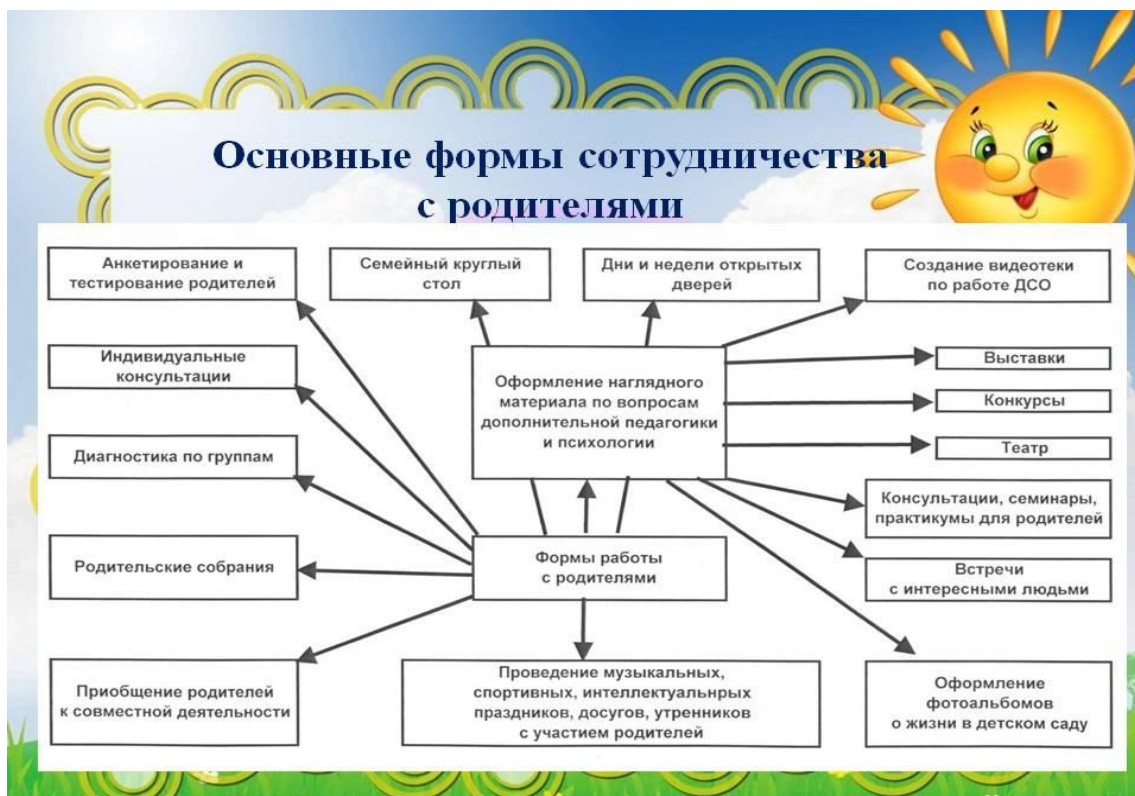 Основные формы сотрудничества
с родителями
Анкетирование и
тестирование родителей
Семейный круглый
стол
Дни и недели открытых
дверей
Создание видеотеки
по работе ДСО
Индивидуальные
консультации
Оформление наглядного
материала по вопросам
дополнительной педагогики
и психологии
Выставки
Конкурсы
Театр
Диагностика по группам
Консультации, семинары,
практикумы для родителей
Родительские собрания
Формы работы
с родителями
Встречи
с интересными людьми
Приобщение родителей
к совместной деятельности
Проведение музыкальных,
спортивных, интеллектуальнрых
праздников, досугов, утренников
с участием родителей
Оформление
фотоальбомов
о жизни в детском саду